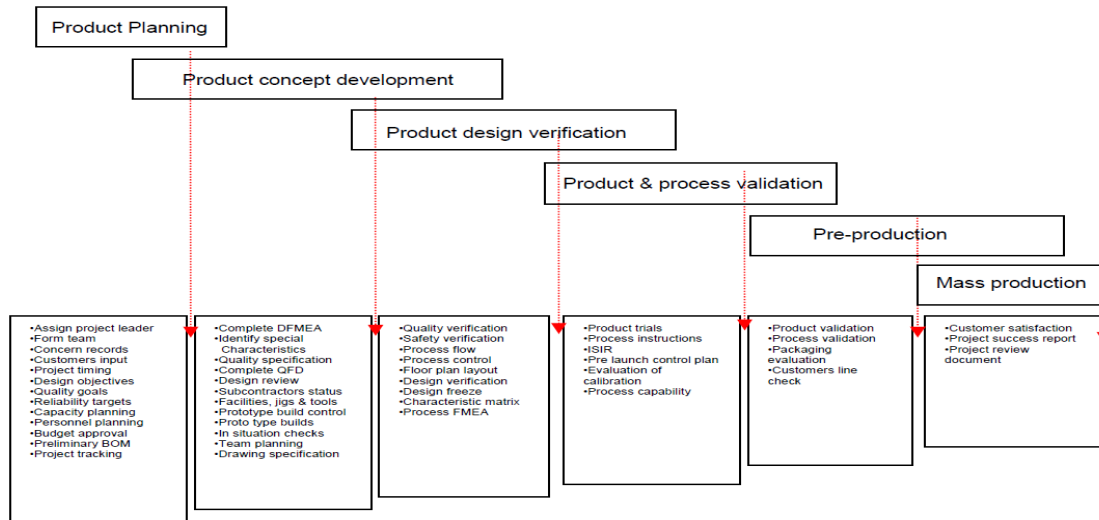 Product Planning
Product concept development
Product design verification
Product & process validation
Pre-production
Mass production
•Assign project leader
•Form team
•Concern records
•Customers input
•Project timing
•Design objectives
•Quality goals
•Reliability targets
•Capacity planning
•Personnel planning
•Budget approval
•Preliminary BOM
•Project tracking
•Complete DFMEA
•Identify special
Characteristics
•Quality specification
•Complete QFD
•Design review
•Subcontractors status
•Facilities, jigs & tools
•Prototype build control
•Proto type builds
•In situation checks
•Team planning
•Drawing specification
•Quality verification
•Safety verification
•Process flow
•Process control
•Floor plan layout
•Design verification
•Design freeze
•Characteristic matrix
•Process FMEA
•Product trials
•Process instructions
•ISIR
•Pre launch control plan
•Evaluation of
calibration
•Process capability
•Product validation
•Process validation
•Packaging
evaluation
•Customers line
check
•Customer satisfaction
•Project success report
•Project review
document